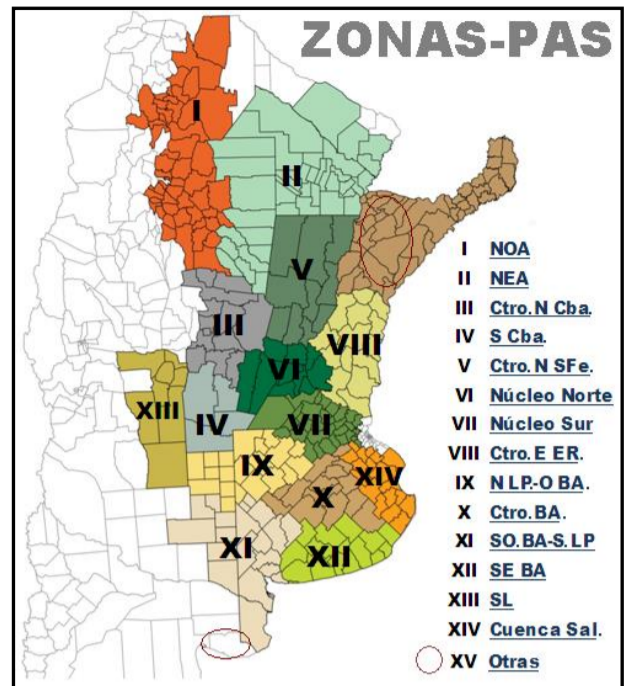 ZONAS-PAS
I
II
V
III
VIII
VI
XIII
IV
VII
IX
XIV
X
XI
XII
I NOA
II NEA
III Ctro.N Cba.
IV S Cba.
V Ctro.N SFe.
VI Núcleo Norte
VII Núcleo Sur
VIII Ctro.E ER.
IX N LP.-O BA.
X Ctro.BA.
XI SO.BA-S.LP
XII SE BA
XIII SL
XIV Cuenca Sal.
XV Otras